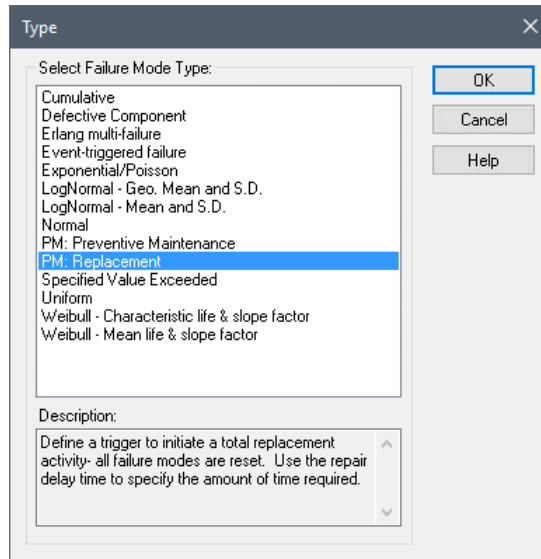 Type
Select Failure Mode Type:
OK
Cumulative
Defective Component
Cancel
Erlang multi-failure
Event-triggered failure
Help
Exponential/Poisson
LogNormal - Geo. Mean and S.D.
LogNormal - Mean and S.D.
Normal
PM: Preventive Maintenance
PM: Replacement
Specified Value Exceeded
Uniform
Weibull - Characteristic life & slope factor
Weibull - Mean life & slope factor
Description:
Define a trigger to initiate a total replacement
activity- all failure modes are reset.  Use the repair
delay time to specify the amount of time required.